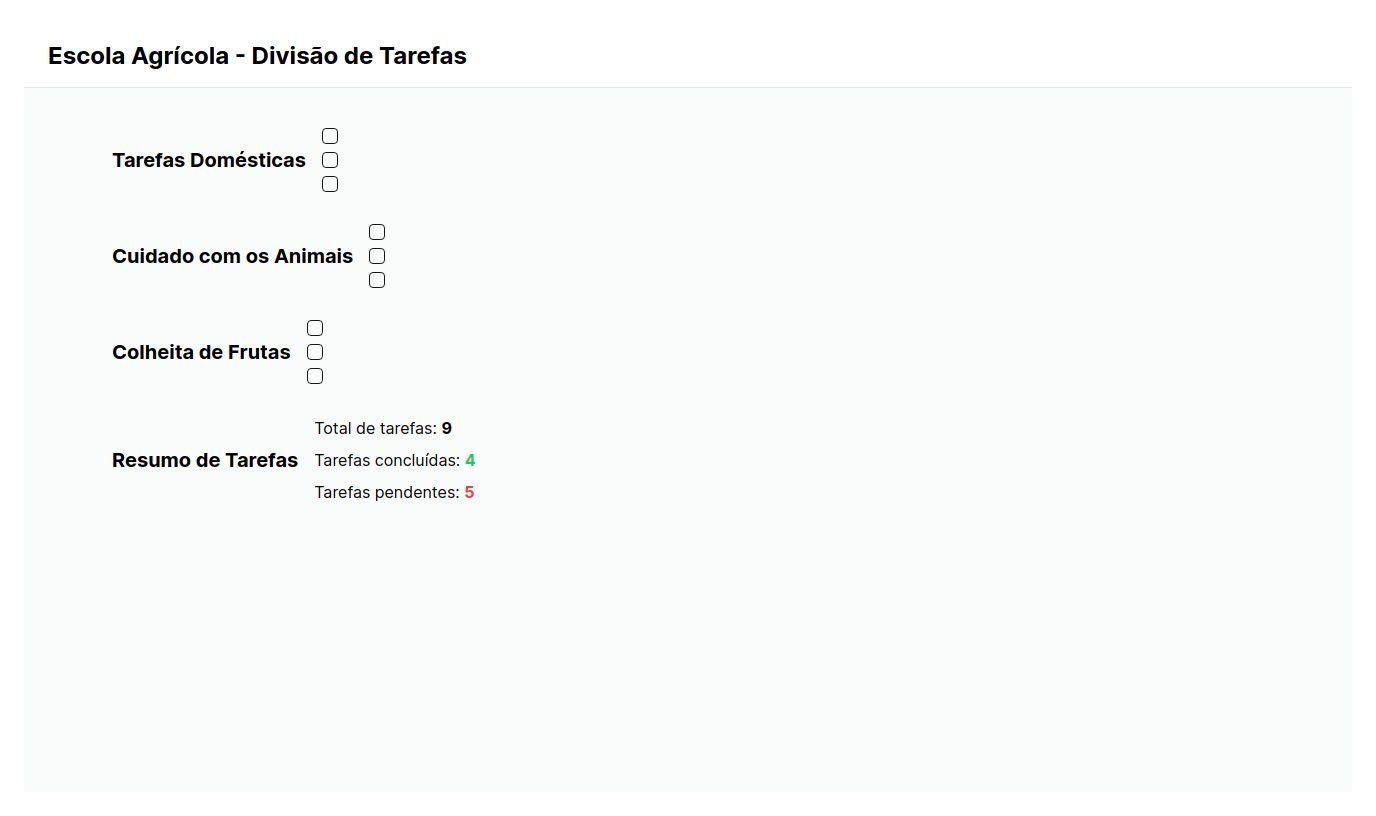 Escola Agrícola - Divisão de Tarefas
Tarefas Domésticas
Cuidado com os Animais
Colheita de Frutas
Resumo de Tarefas
Total de tarefas: 9
Tarefas concluídas: 4
Tarefas pendentes: 5